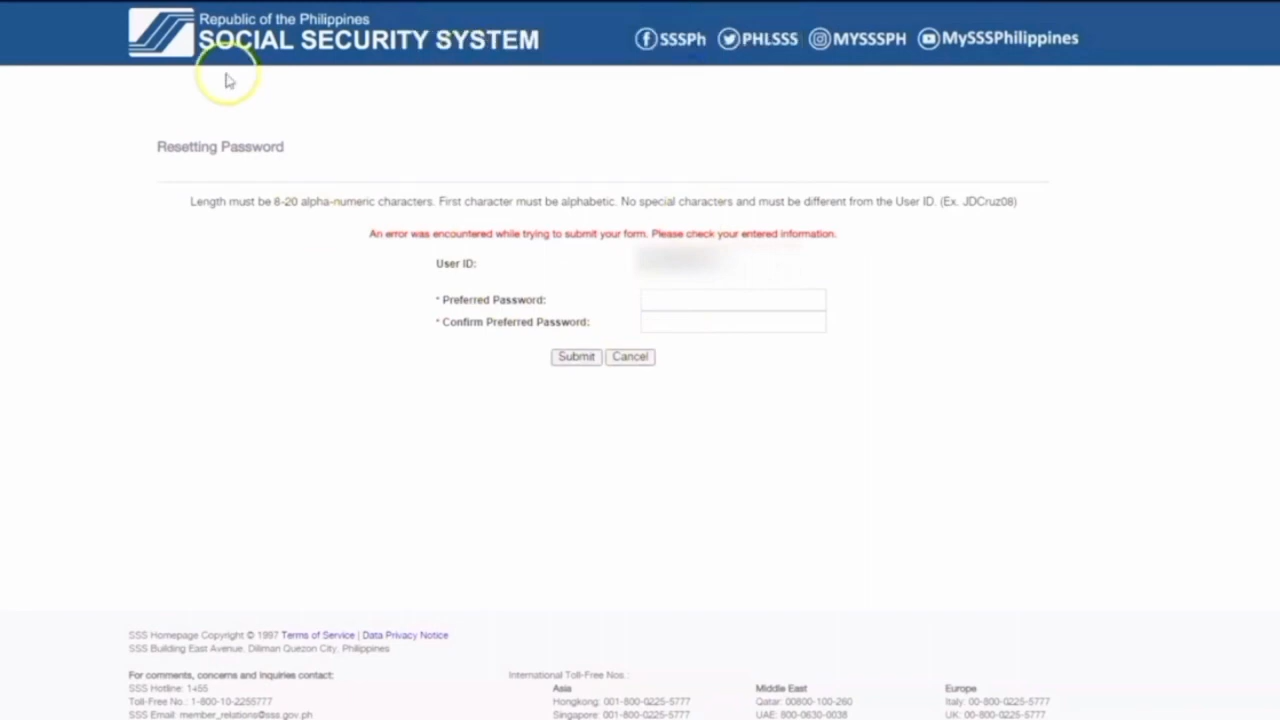 Republic of the Philippines
SOCIAL SECURITY SYSTEM
SSSPh PHLSSS MYSSSPH MySSSPhilippines
Resetting Password
Length must be 8-20 alpha-numeric characters. First character must be alphabetic. No special characters and must be different from the User ID. (Ex. JDCruz08)
An error was encountered while trying to submit your form. Please check your entered information.
User ID:
* Preferred Password:
* Confirm Preferred Password:
Submit Cancel
SSS Homepage Copyright © 1997 Terms of Service | Data Privacy Notice
SSS Building East Avenue, Diliman Quezon City, Philippines
For comments, concerns and inquiries contact:
SSS Hotline: 1455
Toll-Free No.: 1-800-10-2255777
SSS Email: member_relations@sss.gov.ph
International Toll-Free Nos.:
Asia
Hongkong: 001-800-0225-5777
Singapore: 001-800-0225-5777
Middle East
Qatar: 00800-100-260
UAE: 800-0630-0038
Europe
Italy: 00-800-0225-5777
UK: 00-800-0225-5777